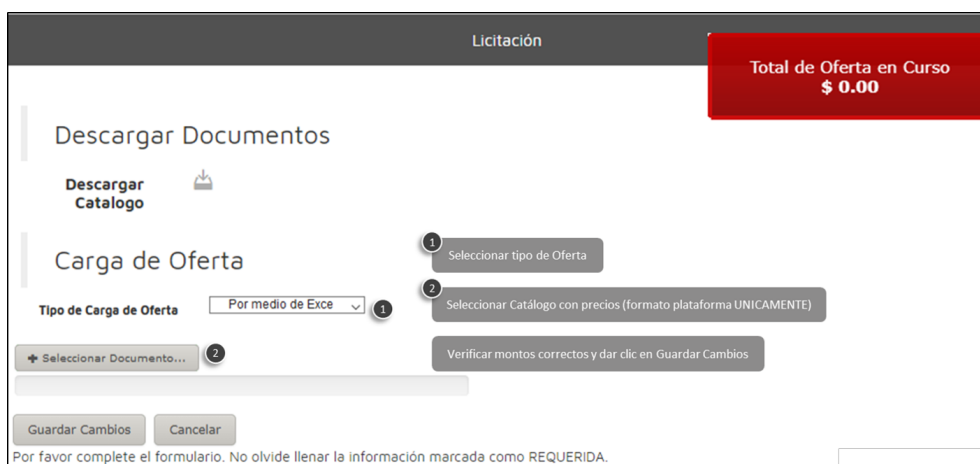 Licitación
Total de Oferta en Curso
$ 0.00
Descargar Documentos
Descargar
Catalogo
Carga de Oferta
1
Seleccionar tipo de Oferta
Tipo de Carga de Oferta
Por medio de Exce
1
2
Seleccionar Catálogo con precios (formato plataforma UNICAMENTE)
+ Seleccionar Documento...
2
Verificar montos correctos y dar clic en Guardar Cambios
Guardar Cambios
Cancelar
Por favor complete el formulario. No olvide llenar la información marcada como REQUERIDA.